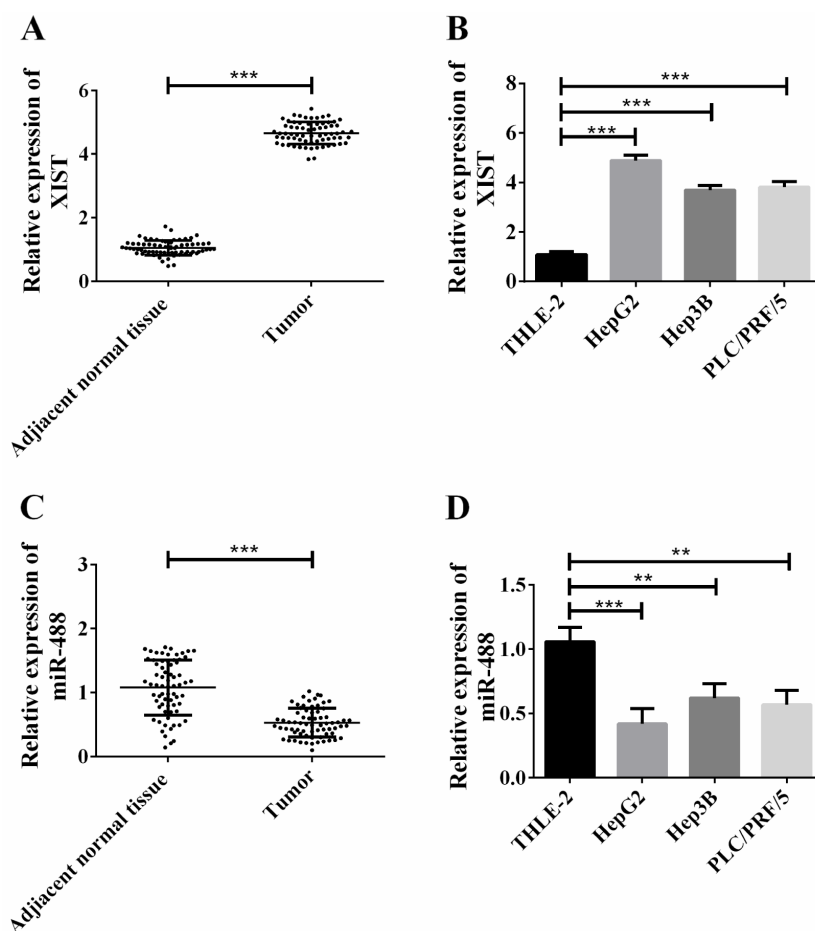 A
Relative expression of
XIST
6
4
2
0
***
Adjiacent normal tissue
Tumor
B
Relative expression of
XIST
8
6
4
2
0
***
***
***
THLE-2
HepG2
Hep3B
PLC/PRF/5
C
Relative expression of
miR-488
3
2
1
0
***
Adjiacent normal tissue
Tumor
D
Relative expression of
miR-488
1.5
1.0
0.5
0.0
**
**
***
THLE-2
HepG2
Hep3B
PLC/PRF/5